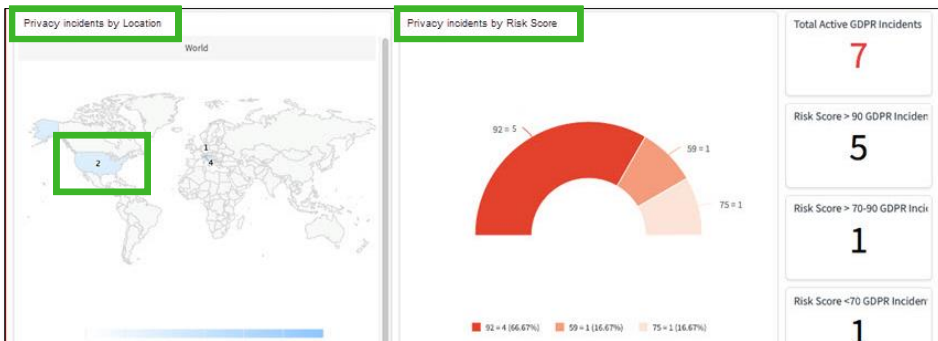 Privacy incidents by Location
World
2
1
4
Privacy incidents by Risk Score
92 = 5
59 = 1
75 = 1
92 = 4 (66.67%) 59 = 1 (16.67%) 75 = 1 (16.67%)
Total Active GDPR Incidents
7
Risk Score > 90 GDPR Inciden
5
Risk Score > 70-90 GDPR Inci
1
Risk Score <70 GDPR Inciden
1